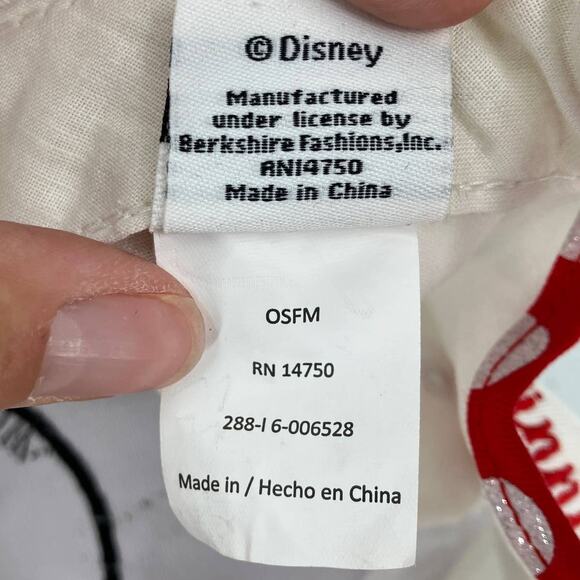 © Disney
Manufactured
under license by
Berkshire Fashions,Inc.
RN14750
Made in China
OSFM
RN 14750
288-I 6-006528
Made in / Hecho en China